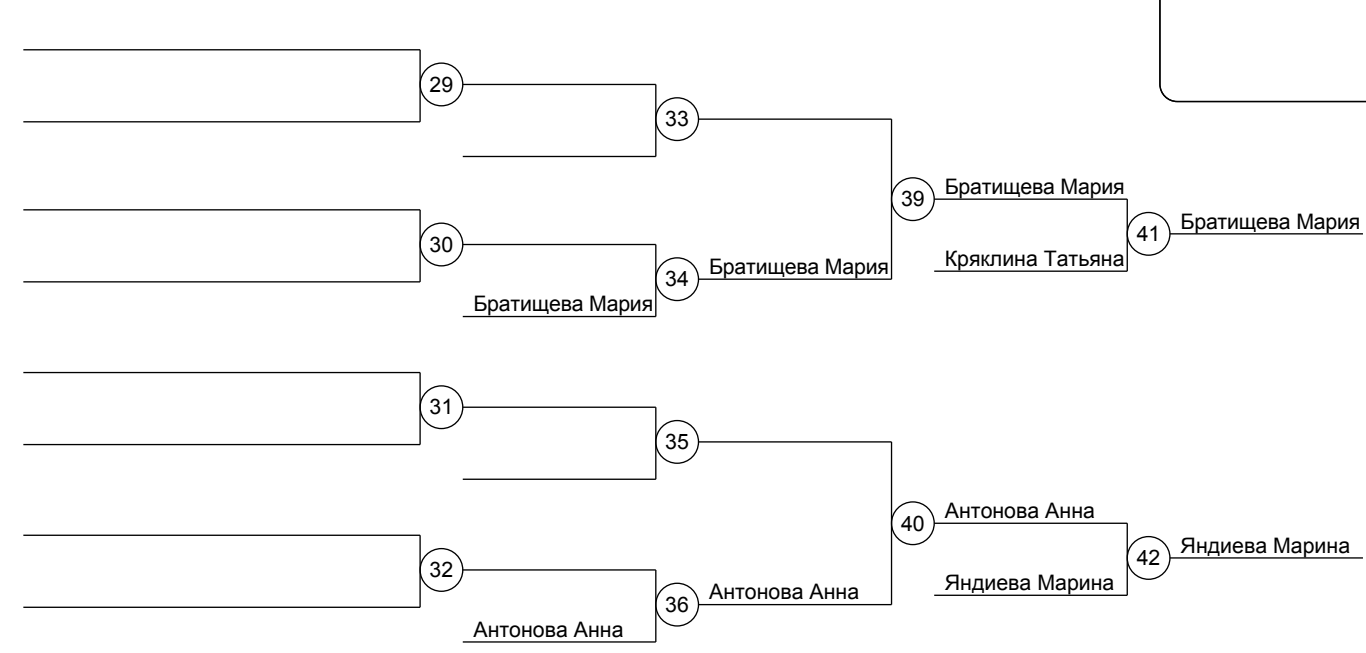 29
33
39
Братищева Мария
41
Братищева Мария
Кряклина Татьяна
30
34
Братищева Мария
Братищева Мария
31
35
40
Антонова Анна
42
Яндиева Марина
Яндиева Марина
32
36
Антонова Анна
Антонова Анна